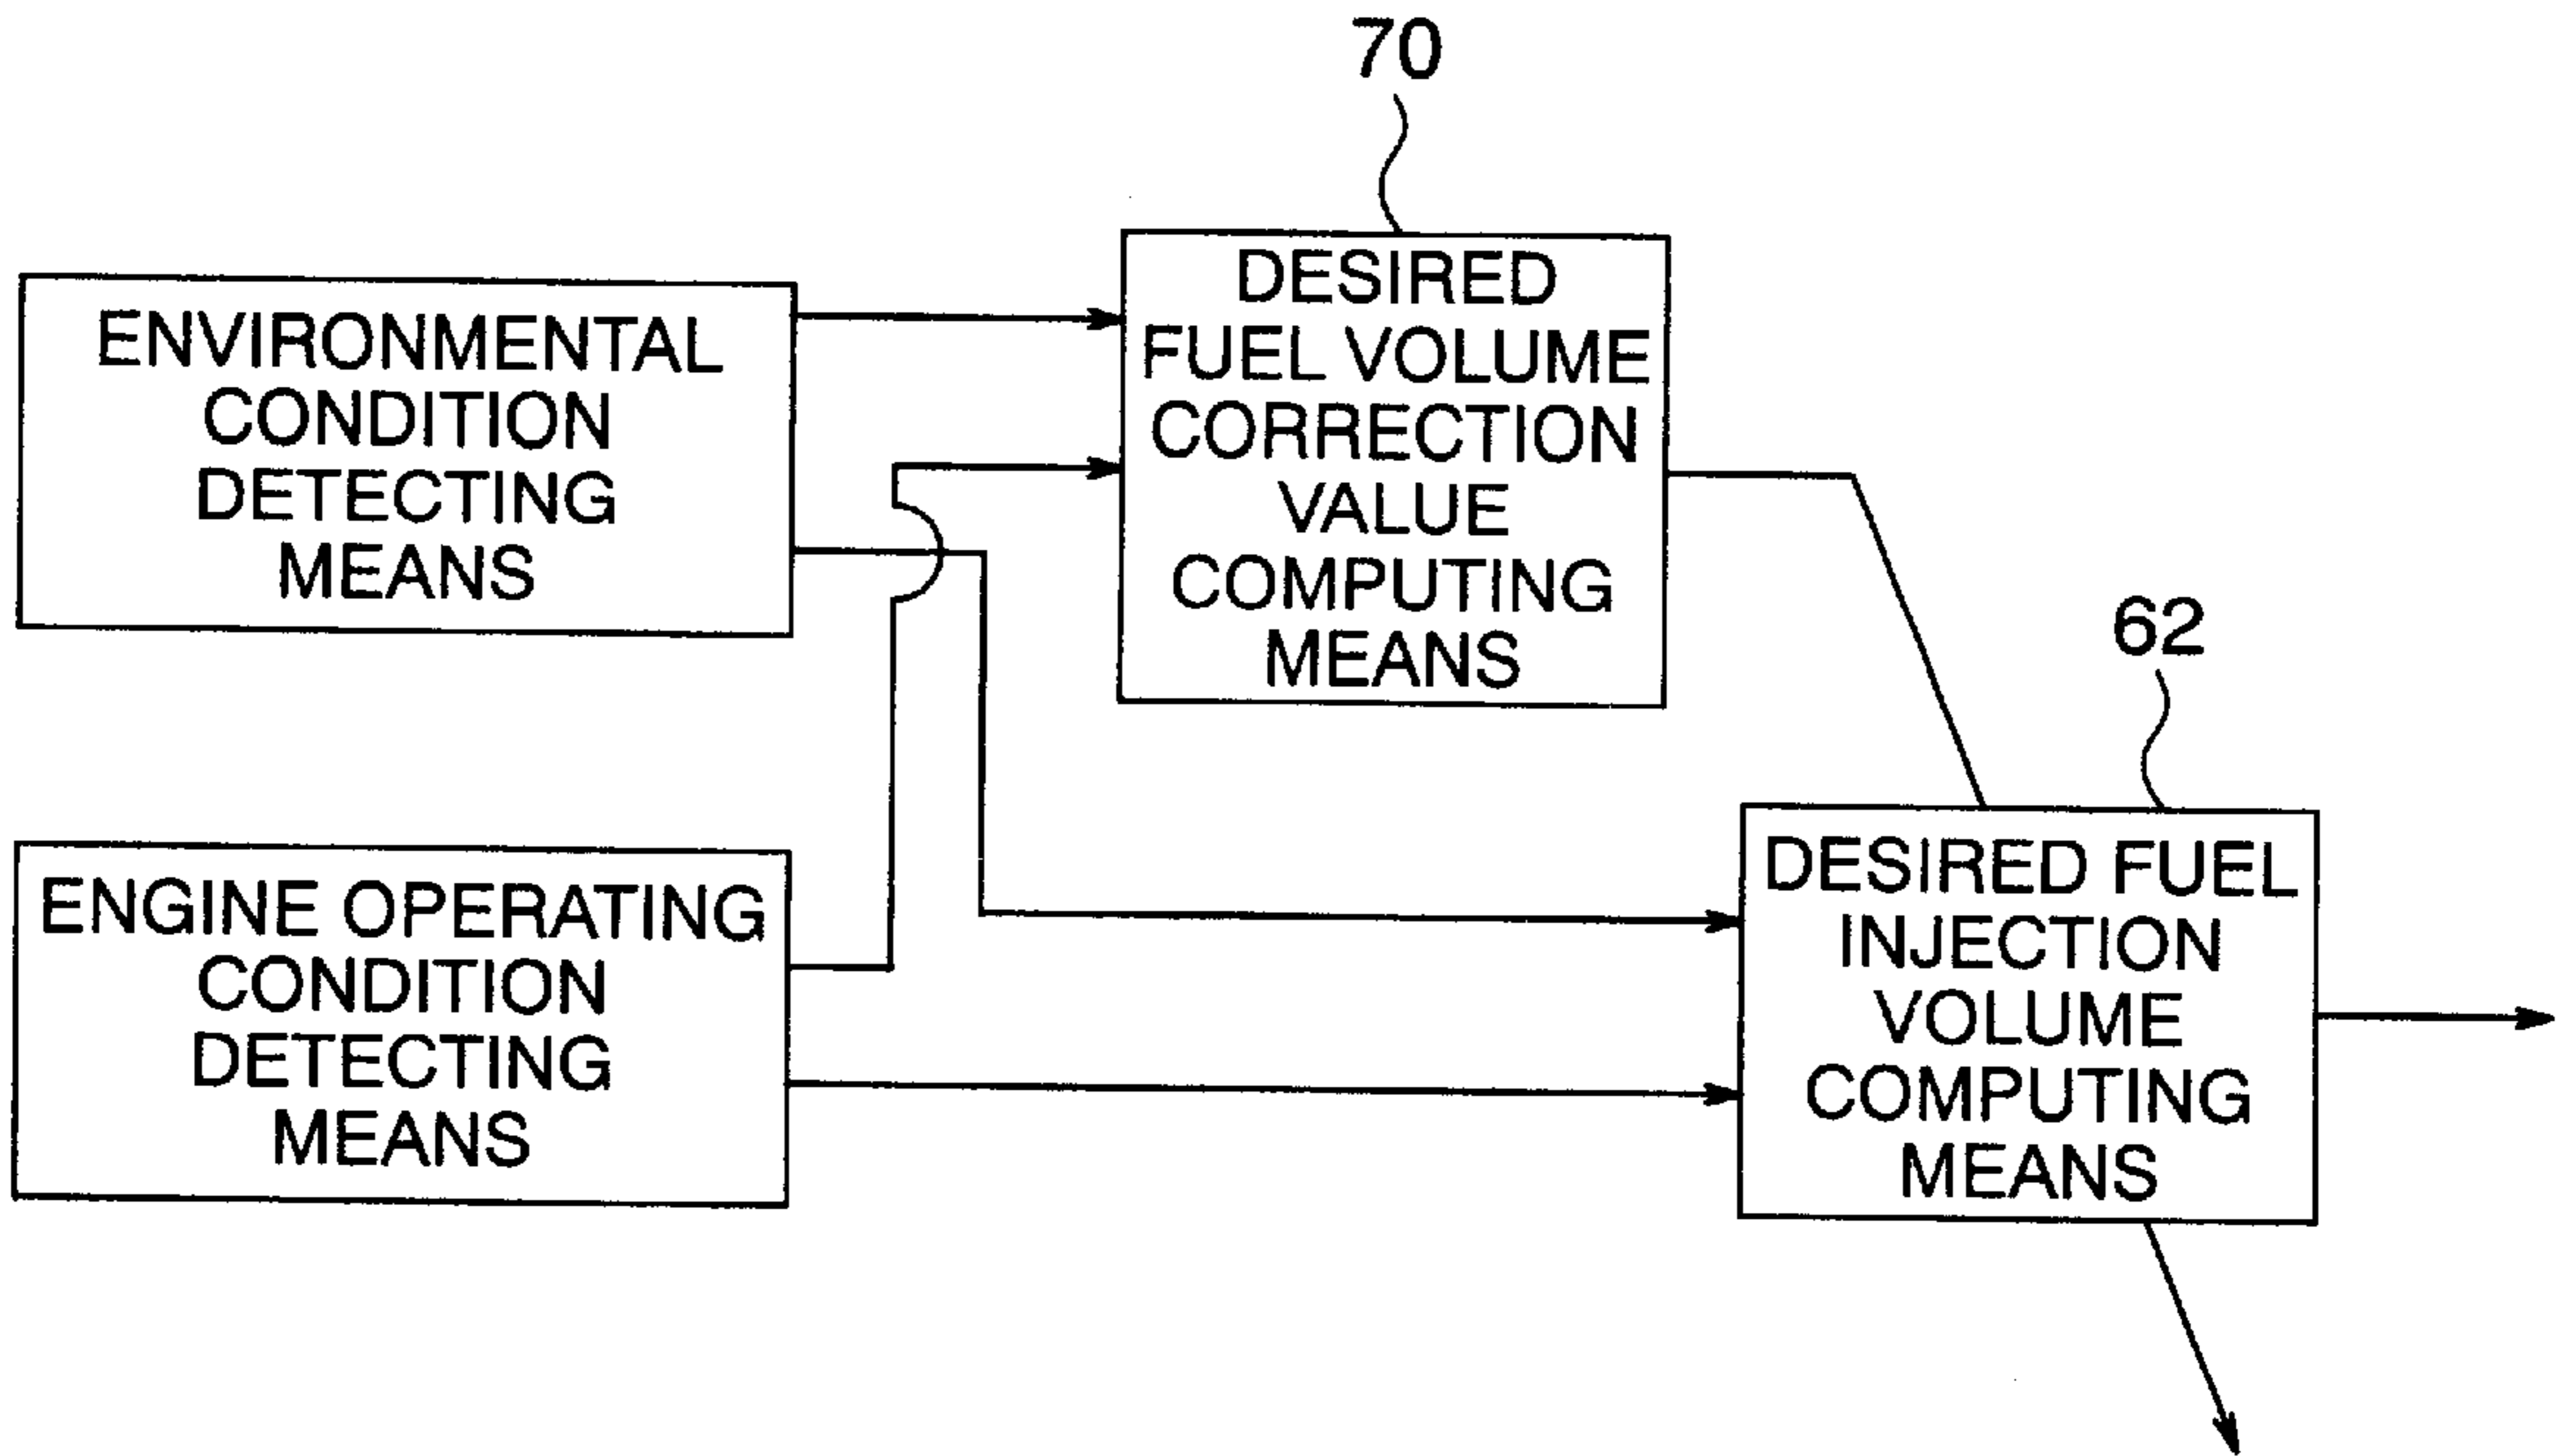 70
ENVIRONMENTAL
CONDITION
DETECTING
MEANS
DESIRED
FUEL VOLUME
CORRECTION
VALUE
COMPUTING
MEANS
62
ENGINE OPERATING
CONDITION
DETECTING
MEANS
DESIRED FUEL
INJECTION
VOLUME
COMPUTING
MEANS